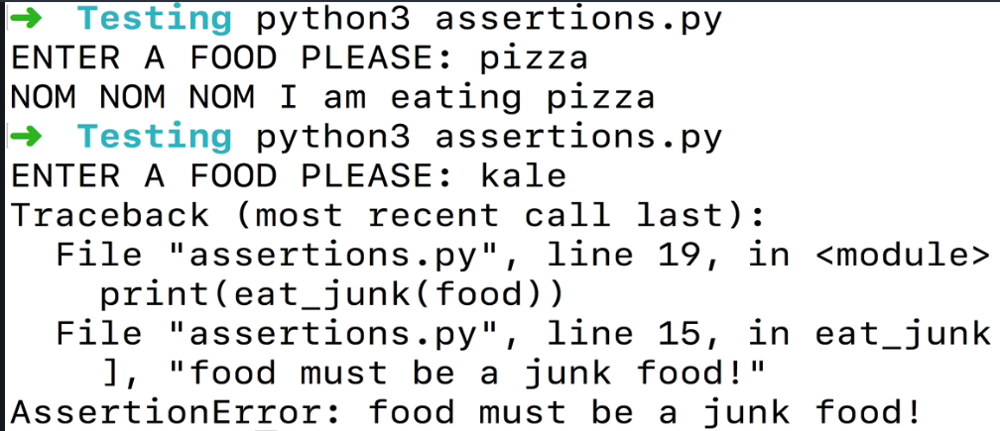 ➜ Testing python3 assertions.py
ENTER A FOOD PLEASE: pizza
NOM NOM NOM I am eating pizza
➜ Testing python3 assertions.py
ENTER A FOOD PLEASE: kale
Traceback (most recent call last):
  File "assertions.py", line 19, in <module>
    print(eat_junk(food))
  File "assertions.py", line 15, in eat_junk
    ], "food must be a junk food!"
AssertionError: food must be a junk food!